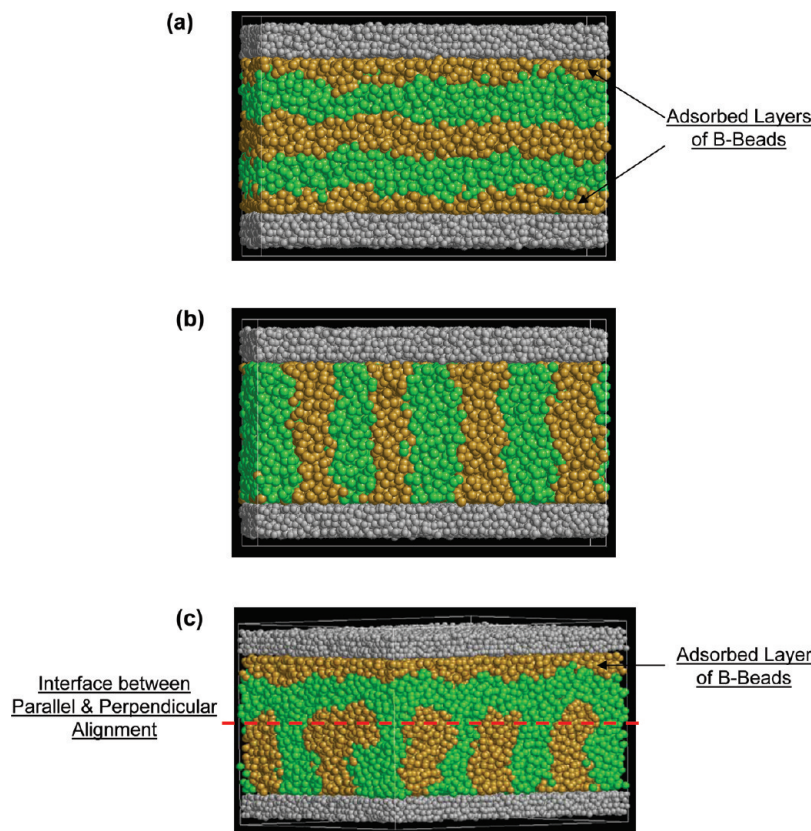 (a)
Adsorbed Layers
of B-Beads
(b)
(c)
Interface between
Parallel & Perpendicular
Alignment
Adsorbed Layer
of B-Beads